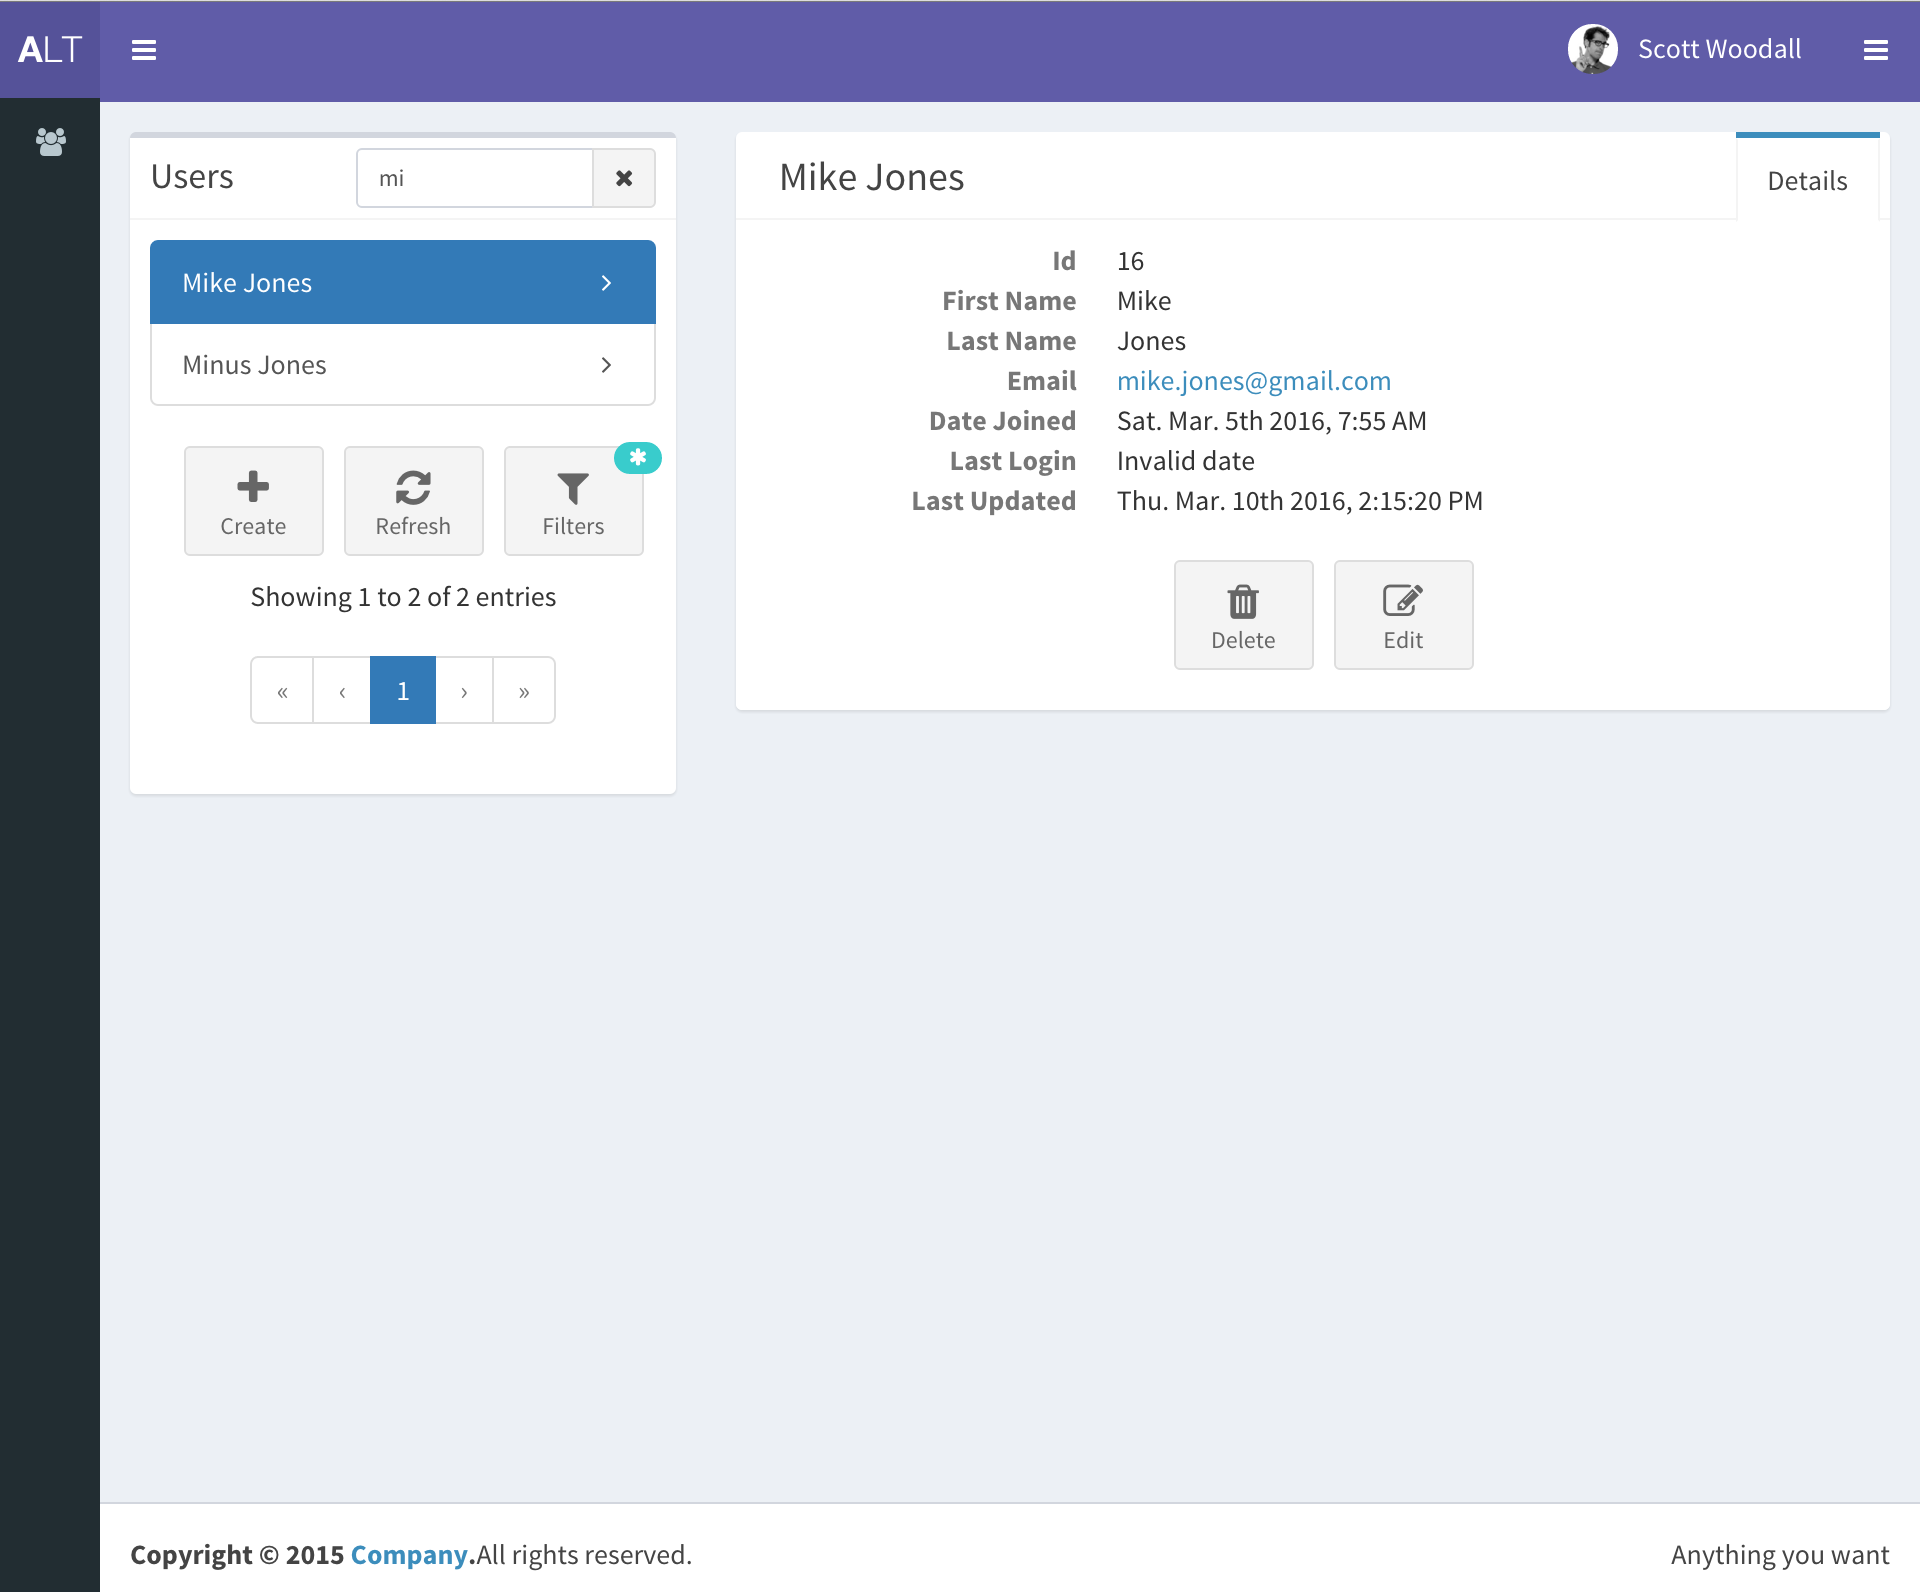 ALT
Scott Woodall
Users
mi
Mike Jones
Minus Jones
Create
Refresh
Filters
Showing 1 to 2 of 2 entries
« ‹ 1 › »
Mike Jones
Details
Id 16
First Name Mike
Last Name Jones
Email mike.jones@gmail.com
Date Joined Sat. Mar. 5th 2016, 7:55 AM
Last Login Invalid date
Last Updated Thu. Mar. 10th 2016, 2:15:20 PM
Delete
Edit
Copyright © 2015 Company.All rights reserved.
Anything you want